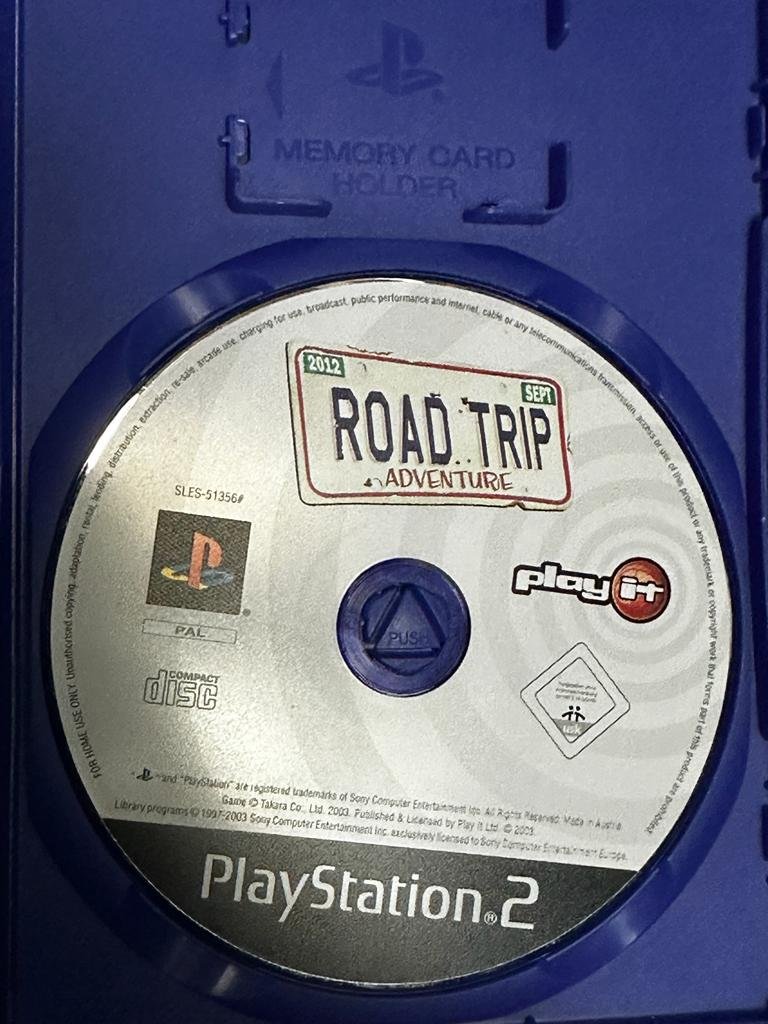 MEMORY CARD
HOLDER
FOR HOME USE ONLY. Unauthorised copying, adaptation, rental, lending, distribution, extraction, re-sale, arcade use, charging for use, broadcast, public performance and internet, cable or any telecommunications transmission, access or use of this product or any trademark or copyright work that forms part of this product are prohibited
2012
SEPT
ROAD TRIP
ADVENTURE
SLES-51356#
play it
PAL
PUSH
COMPACT
disc
usk
and "PlayStation" are registered trademarks of Sony Computer Entertainment Inc. All Rights Reserved. Made in Austria.
Game © Takara Co., Ltd. 2003. Published & Licensed by Play It Ltd. © 2003.
Library programs © 1997-2003 Sony Computer Entertainment Inc. exclusively licensed to Sony Computer Entertainment Europe.
PlayStation®2